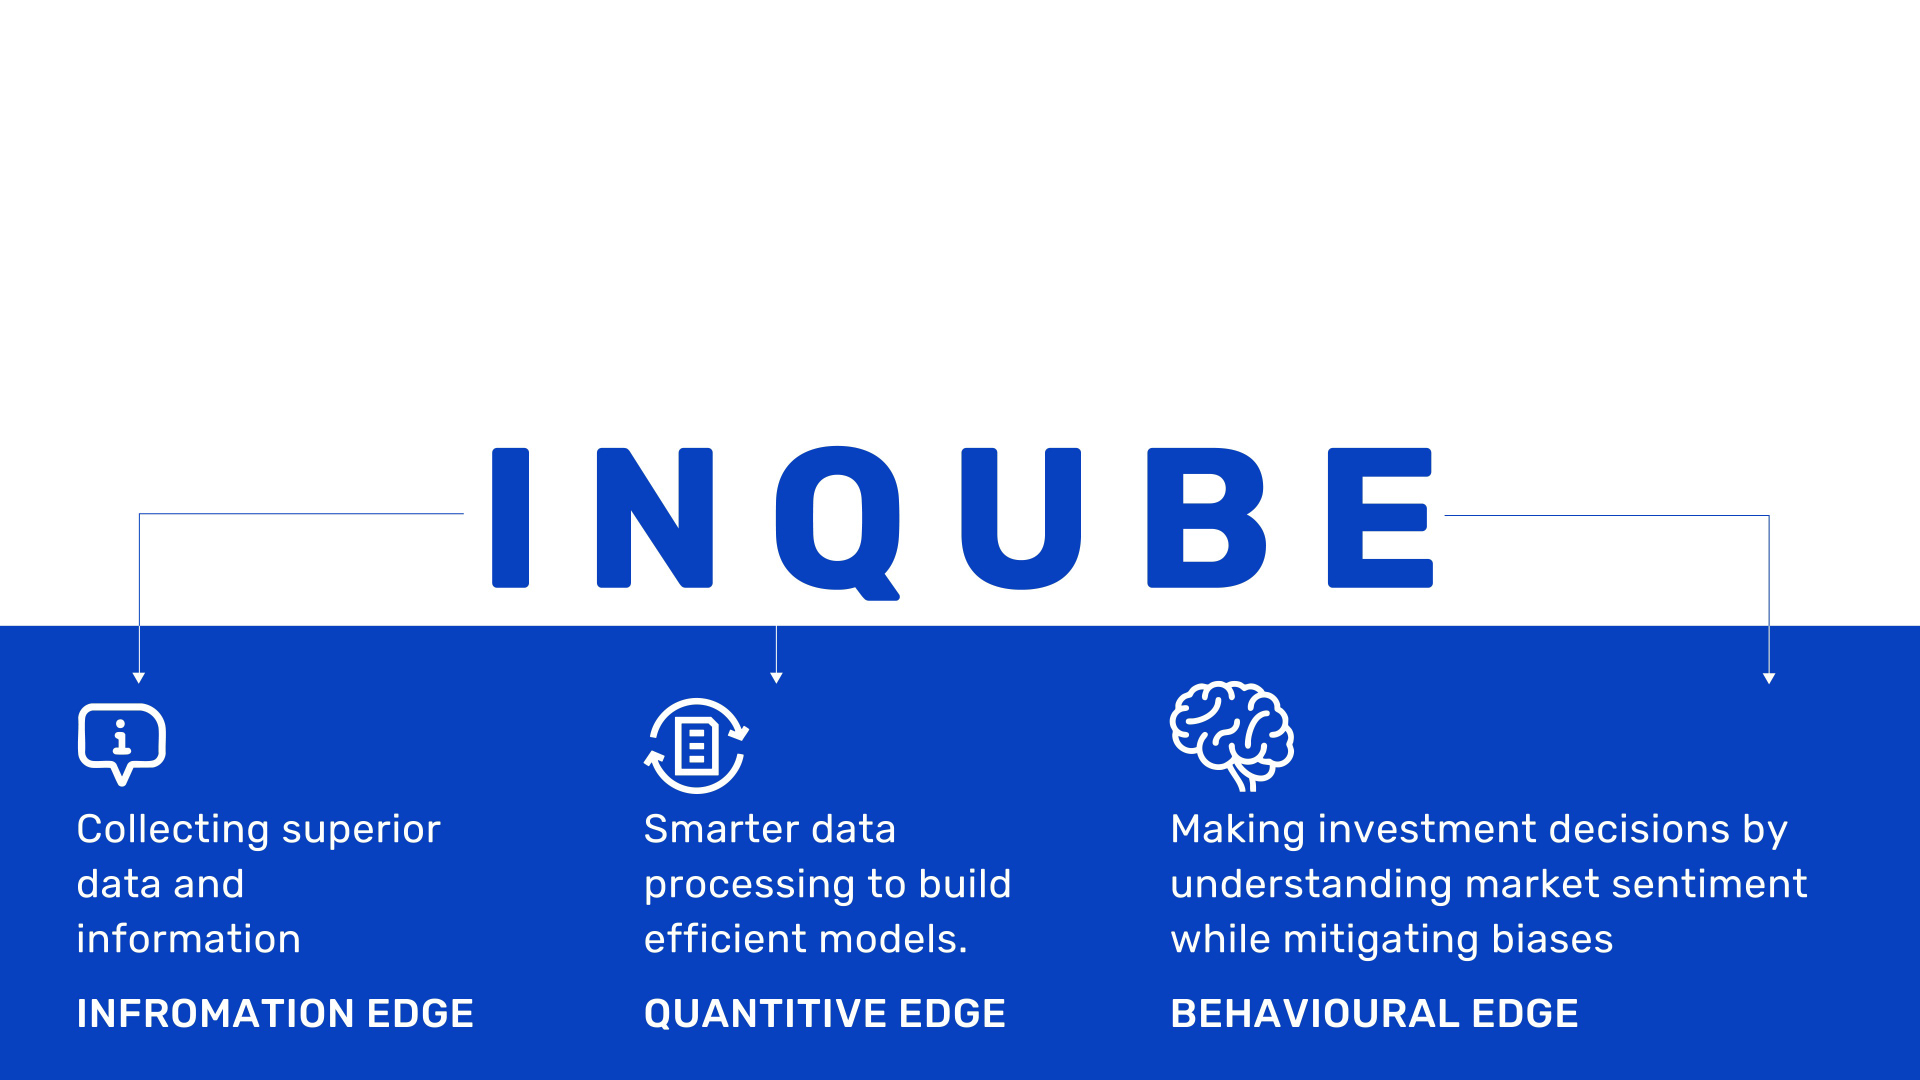 INQUBE
Collecting superior
data and
information
INFROMATION EDGE
Smarter data
processing to build
efficient models.
QUANTITIVE EDGE
Making investment decisions by
understanding market sentiment
while mitigating biases
BEHAVIOURAL EDGE